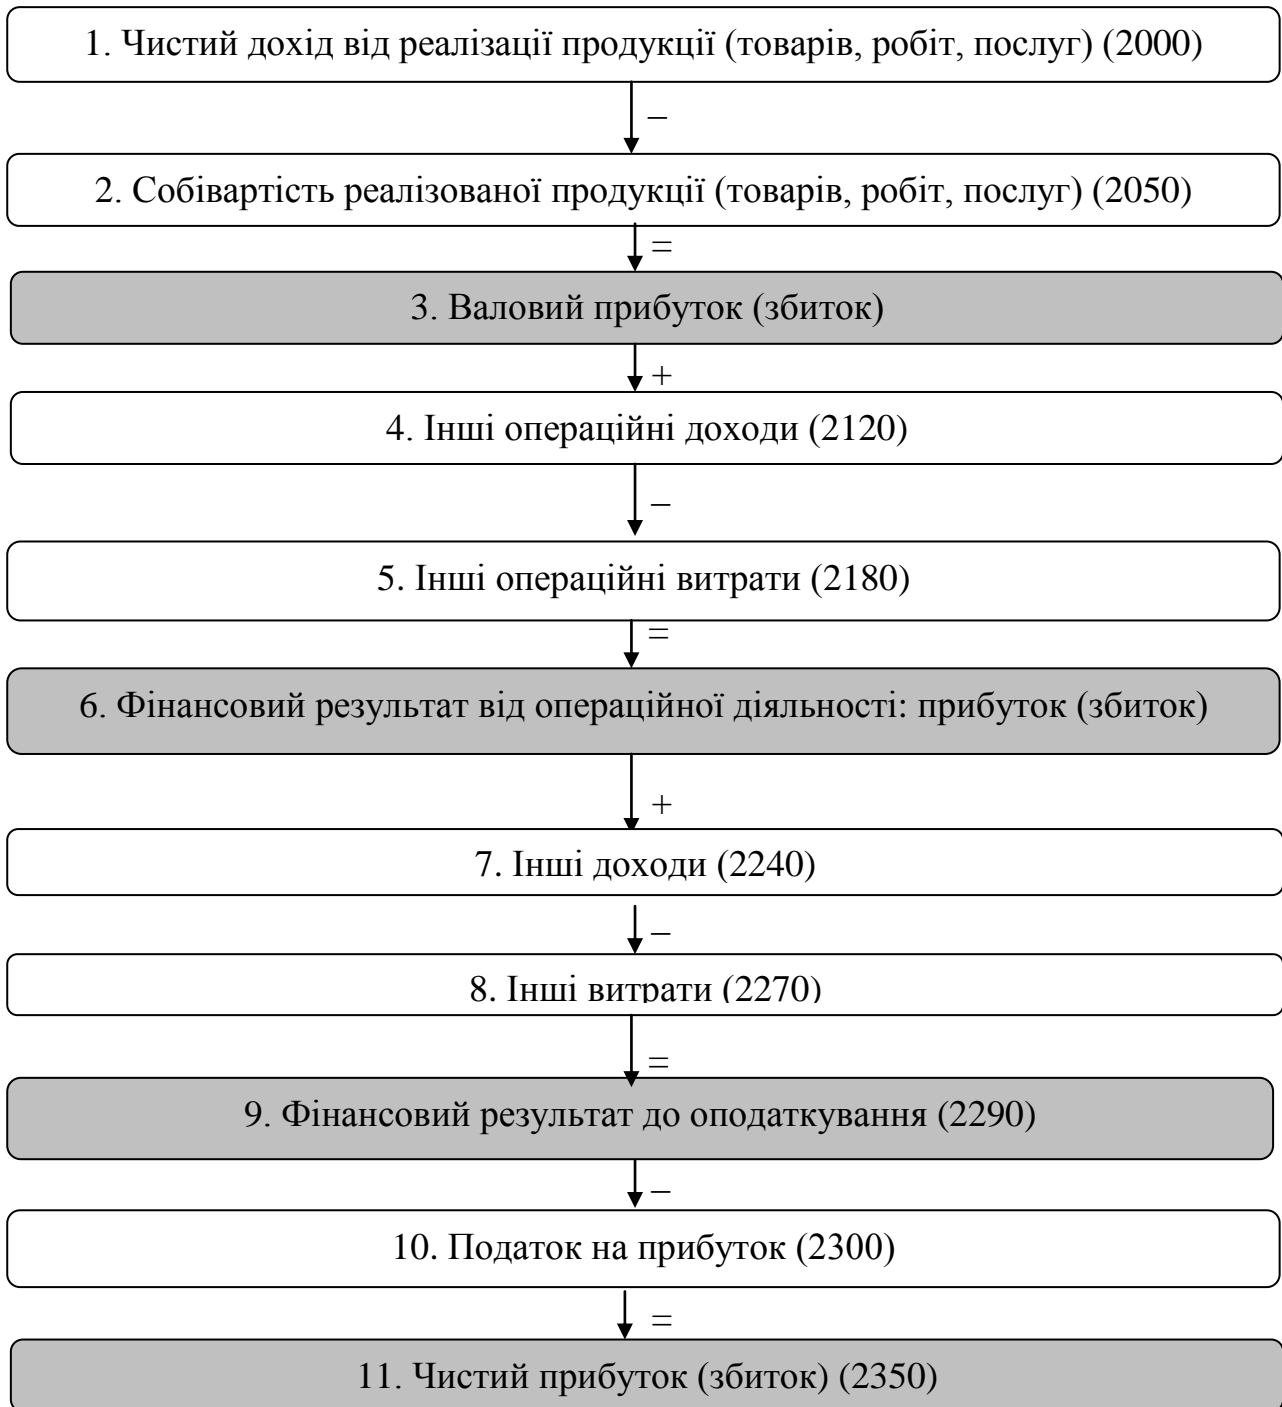 1. Чистий дохід від реалізації продукції (товарів, робіт, послуг) (2000)
–
2. Собівартість реалізованої продукції (товарів, робіт, послуг) (2050)
=
3. Валовий прибуток (збиток)
+
4. Інші операційні доходи (2120)
–
5. Інші операційні витрати (2180)
=
6. Фінансовий результат від операційної діяльності: прибуток (збиток)
+
7. Інші доходи (2240)
–
8. Інші витрати (2270)
=
9. Фінансовий результат до оподаткування (2290)
–
10. Податок на прибуток (2300)
=
11. Чистий прибуток (збиток) (2350)